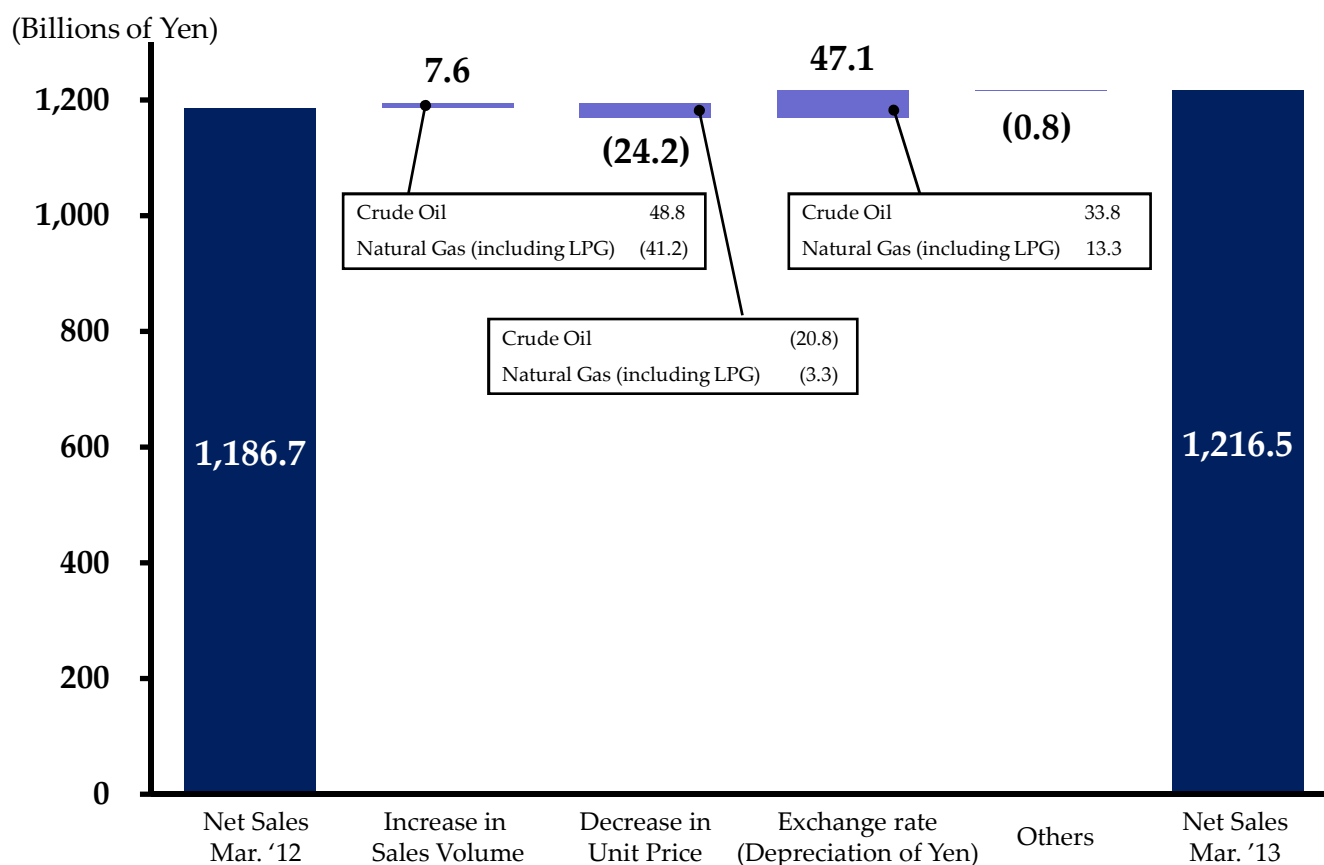 (Billions of Yen)
1,200
1,000
800
600
400
200
0
7.6
(24.2)
47.1
(0.8)
Crude Oil 48.8
Natural Gas (including LPG) (41.2)
Crude Oil 33.8
Natural Gas (including LPG) 13.3
Crude Oil (20.8)
Natural Gas (including LPG) (3.3)
1,186.7
1,216.5
Net Sales
Mar. ‘12
Increase in
Sales Volume
Decrease in
Unit Price
Exchange rate
(Depreciation of Yen)
Others
Net Sales
Mar. ’13